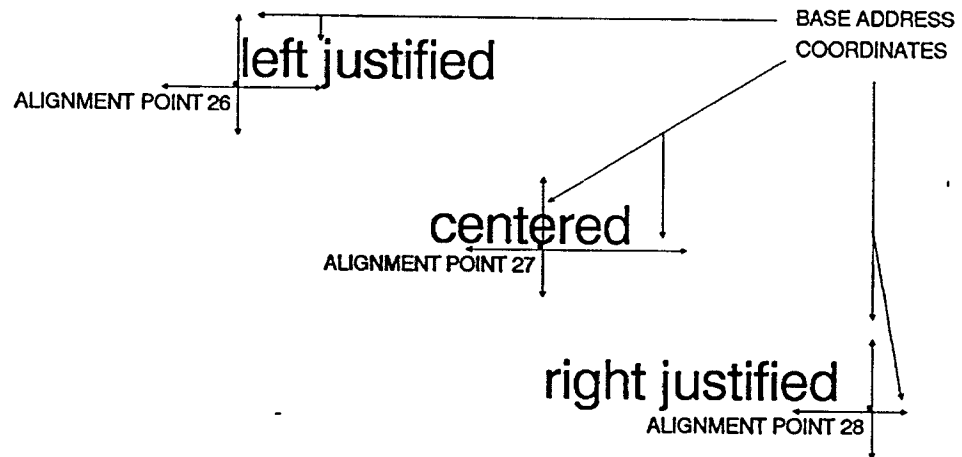 BASE ADDRESS
COORDINATES
left justified
ALIGNMENT POINT 26
centered
ALIGNMENT POINT 27
right justified
ALIGNMENT POINT 28